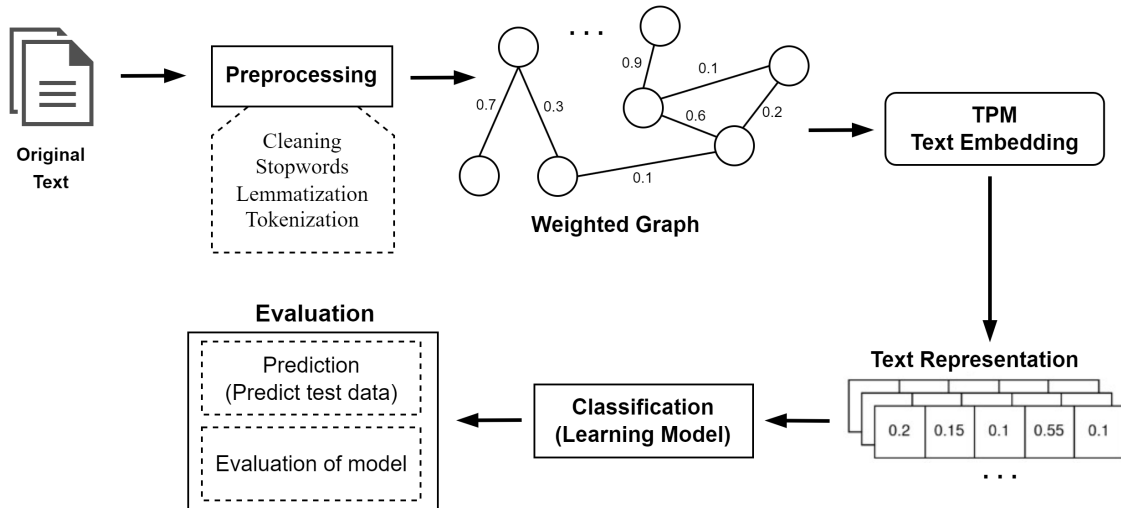 Original
Text
Preprocessing
Cleaning
Stopwords
Lemmatization
Tokenization
. . .
0.9
0.1
0.7
0.3
0.6
0.2
0.1
Weighted Graph
TPM
Text Embedding
Text Representation
0.2 0.15 0.1 0.55 0.1
. . .
Classification
(Learning Model)
Evaluation
Prediction
(Predict test data)
Evaluation of model